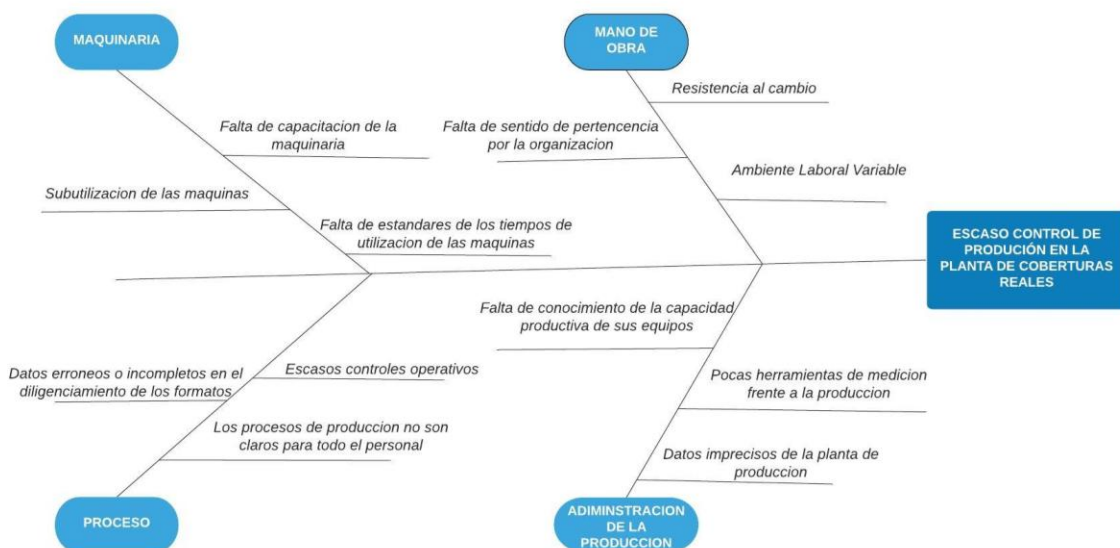 MAQUINARIA
MANO DE
OBRA
Resistencia al cambio
Falta de capacitacion de la
maquinaria
Falta de sentido de pertencencia
por la organizacion
Ambiente Laboral Variable
Subutilizacion de las maquinas
Falta de estandares de los tiempos de
utilizacion de las maquinas
ESCASO CONTROL DE
PRODUCIÓN EN LA
PLANTA DE COBERTURAS
REALES
Falta de conocimiento de la capacidad
productiva de sus equipos
Datos erroneos o incompletos en el
diligenciamiento de los formatos
Escasos controles operativos
Pocas herramientas de medicion
frente a la produccion
Los procesos de produccion no son
claros para todo el personal
Datos imprecisos de la planta de
produccion
PROCESO
ADIMINSTRACION
DE LA
PRODUCCION